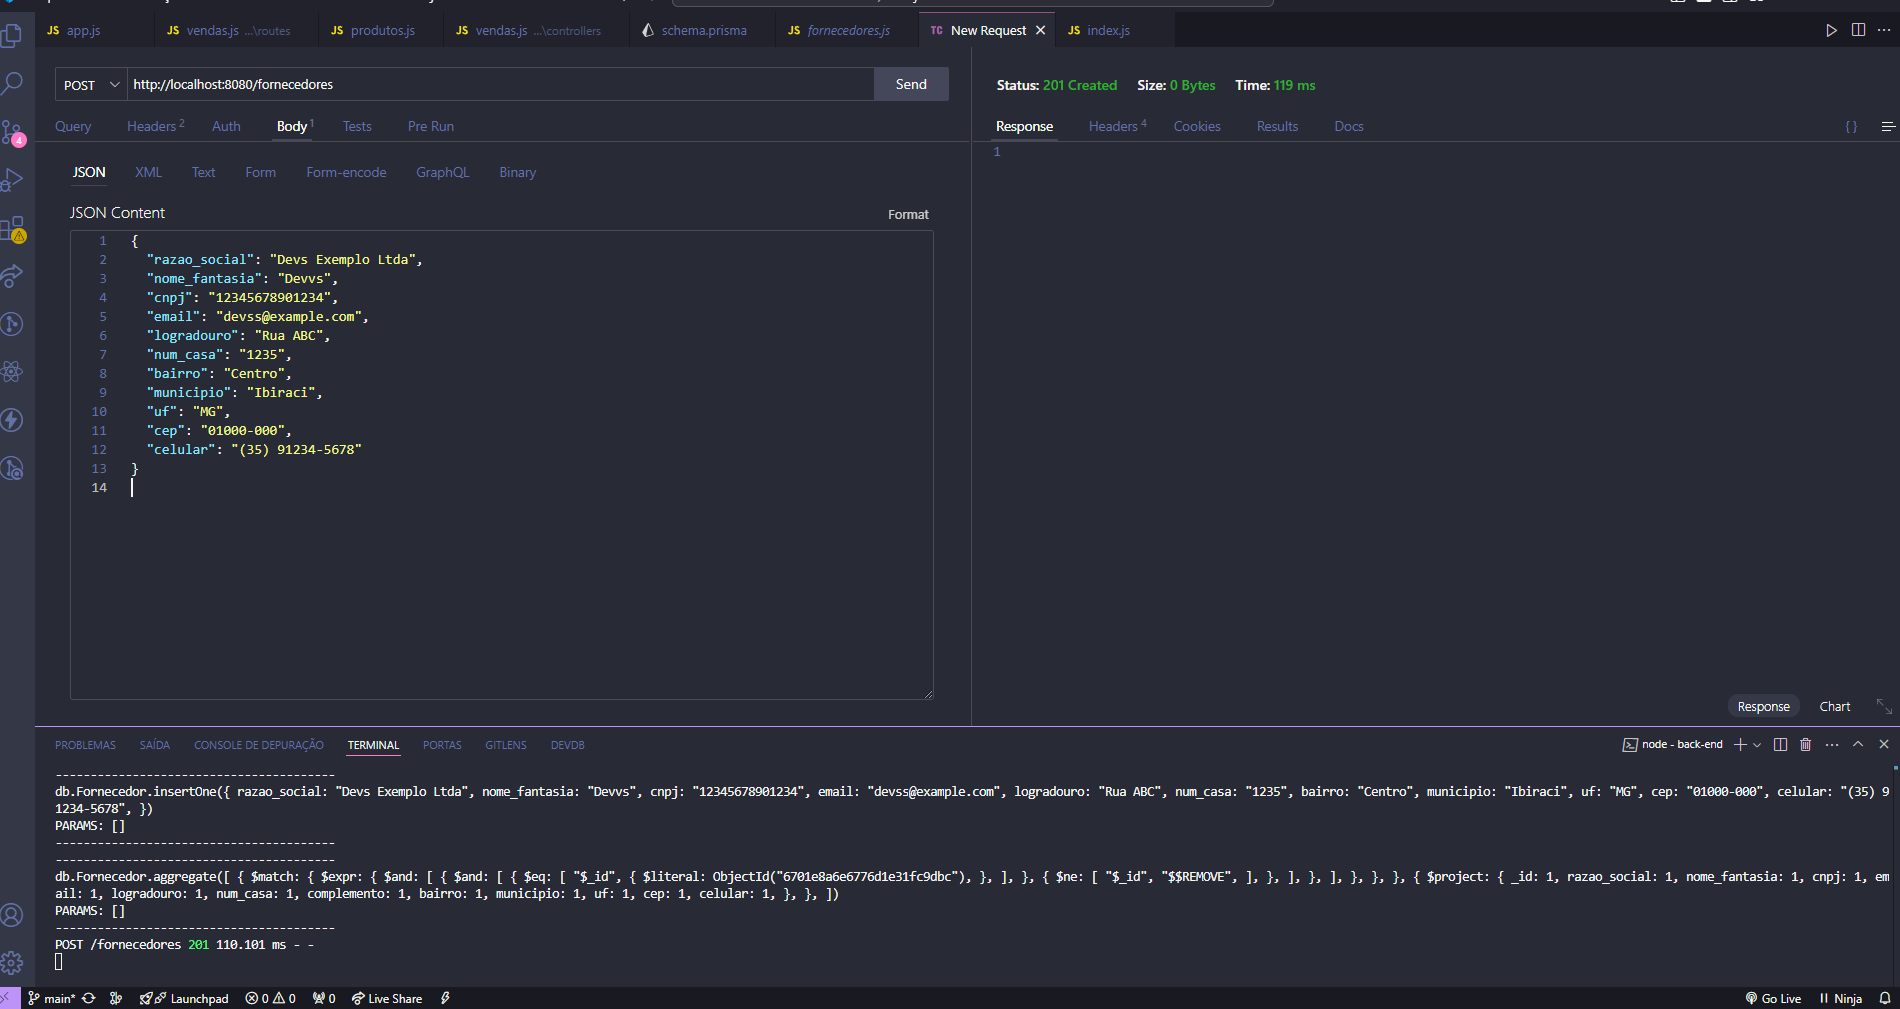 JS app.js
JS vendas.js ...\routes
JS produtos.js
JS vendas.js ...\controllers
schema.prisma
JS fornecedores.js
TC New Request
JS index.js
POST
http://localhost:8080/fornecedores
Send
Status: 201 Created Size: 0 Bytes Time: 119 ms
Query Headers 2 Auth Body 1 Tests Pre Run
Response Headers 4 Cookies Results Docs { }
1
JSON XML Text Form Form-encode GraphQL Binary
JSON Content
Format
1 {
2 "razao_social": "Devs Exemplo Ltda",
3 "nome_fantasia": "Devvs",
4 "cnpj": "12345678901234",
5 "email": "devss@example.com",
6 "logradouro": "Rua ABC",
7 "num_casa": "1235",
8 "bairro": "Centro",
9 "municipio": "Ibiraci",
10 "uf": "MG",
11 "cep": "01000-000",
12 "celular": "(35) 91234-5678"
13 }
14
4
Response Chart
PROBLEMAS SAÍDA CONSOLE DE DEPURAÇÃO TERMINAL PORTAS GITLENS DEVDB
node - back-end
----------------------------------------
db.Fornecedor.insertOne({ razao_social: "Devs Exemplo Ltda", nome_fantasia: "Devvs", cnpj: "12345678901234", email: "devss@example.com", logradouro: "Rua ABC", num_casa: "1235", bairro: "Centro", municipio: "Ibiraci", uf: "MG", cep: "01000-000", celular: "(35) 9
1234-5678", })
PARAMS: []
----------------------------------------
----------------------------------------
db.Fornecedor.aggregate([ { $match: { $expr: { $and: [ { $and: [ { $eq: [ "$_id", { $literal: ObjectId("6701e8a6e6776d1e31fc9dbc"), }, ], }, { $ne: [ "$_id", "$$REMOVE", ], }, ], }, ], }, }, }, { $project: { _id: 1, razao_social: 1, nome_fantasia: 1, cnpj: 1, em
ail: 1, logradouro: 1, num_casa: 1, complemento: 1, bairro: 1, municipio: 1, uf: 1, cep: 1, celular: 1, }, }, ])
PARAMS: []
----------------------------------------
POST /fornecedores 201 110.101 ms - -
main* Launchpad 0 0 0 Live Share
Go Live Ninja